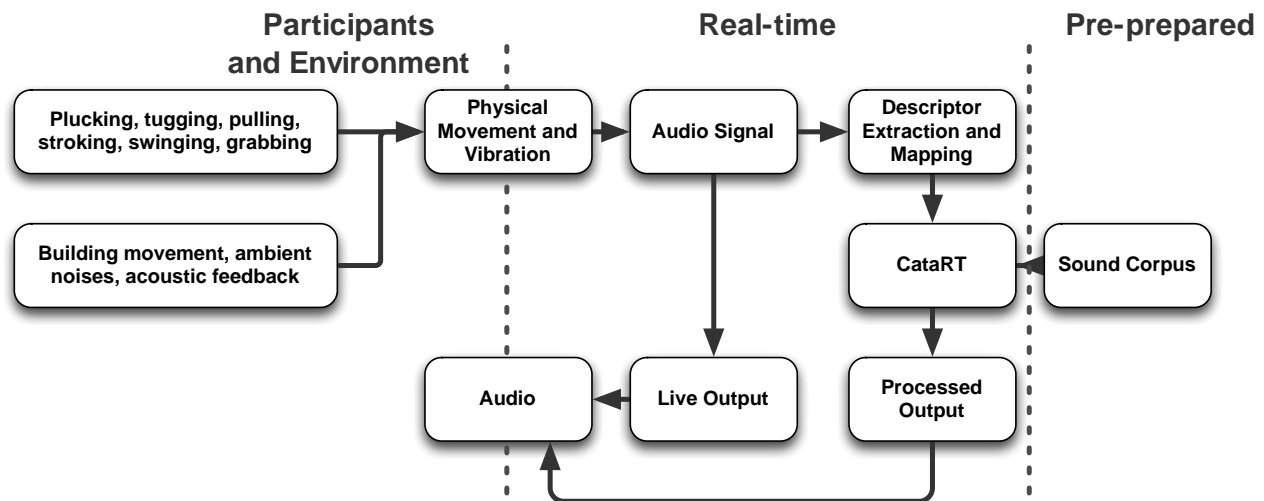 Participants
and Environment
Real-time
Pre-prepared
Plucking, tugging, pulling,
stroking, swinging, grabbing
Physical
Movement and
Vibration
Audio Signal
Descriptor
Extraction and
Mapping
Building movement, ambient
noises, acoustic feedback
CataRT
Sound Corpus
Audio
Live Output
Processed
Output